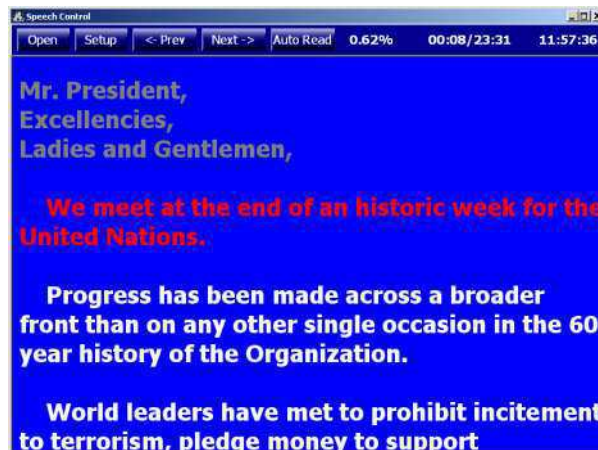 Speech Control
Open Setup <- Prev Next -> Auto Read 0.62% 00:08/23:31 11:57:36
Mr. President,
Excellencies,
Ladies and Gentlemen,
We meet at the end of an historic week for the
United Nations.
Progress has been made across a broader
front than on any other single occasion in the 60
year history of the Organization.
World leaders have met to prohibit incitement
to terrorism, pledge money to support